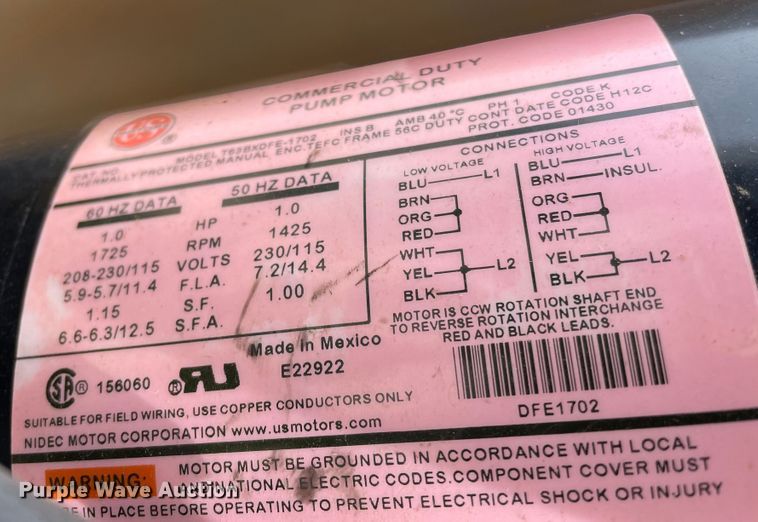 COMMERCIAL DUTY
PUMP MOTOR
US
®
CAT NO MODEL T63BXDFE-1702 INS B AMB 40 °C PH 1 CODE K
THERMALLY PROTECTED MANUAL ENC.TEFC FRAME 56C DUTY CONT DATE CODE H12C
PROT. CODE 01430
60 HZ DATA 50 HZ DATA
1.0 HP 1.0
1725 RPM 1425
208-230/115 VOLTS 230/115
5.9-5.7/11.4 F.L.A. 7.2/14.4
1.15 S.F. 1.00
6.6-6.3/12.5 S.F.A.
CONNECTIONS
LOW VOLTAGE
BLU L1
BRN
ORG
RED
WHT
YEL L2
BLK
HIGH VOLTAGE
BLU L1
BRN INSUL.
ORG
RED
WHT
YEL L2
BLK
MOTOR IS CCW ROTATION SHAFT END
TO REVERSE ROTATION INTERCHANGE
RED AND BLACK LEADS.
Made in Mexico
SA ® 156060 ® RU E22922
DFE1702
SUITABLE FOR FIELD WIRING, USE COPPER CONDUCTORS ONLY
NIDEC MOTOR CORPORATION www.usmotors.com
WARNING: MOTOR MUST BE GROUNDED IN ACCORDANCE WITH LOCAL
AND NATIONAL ELECTRIC CODES. COMPONENT COVER MUST
BE IN PLACE BEFORE OPERATING TO PREVENT ELECTRICAL SHOCK OR INJURY
Purple Wave Auction